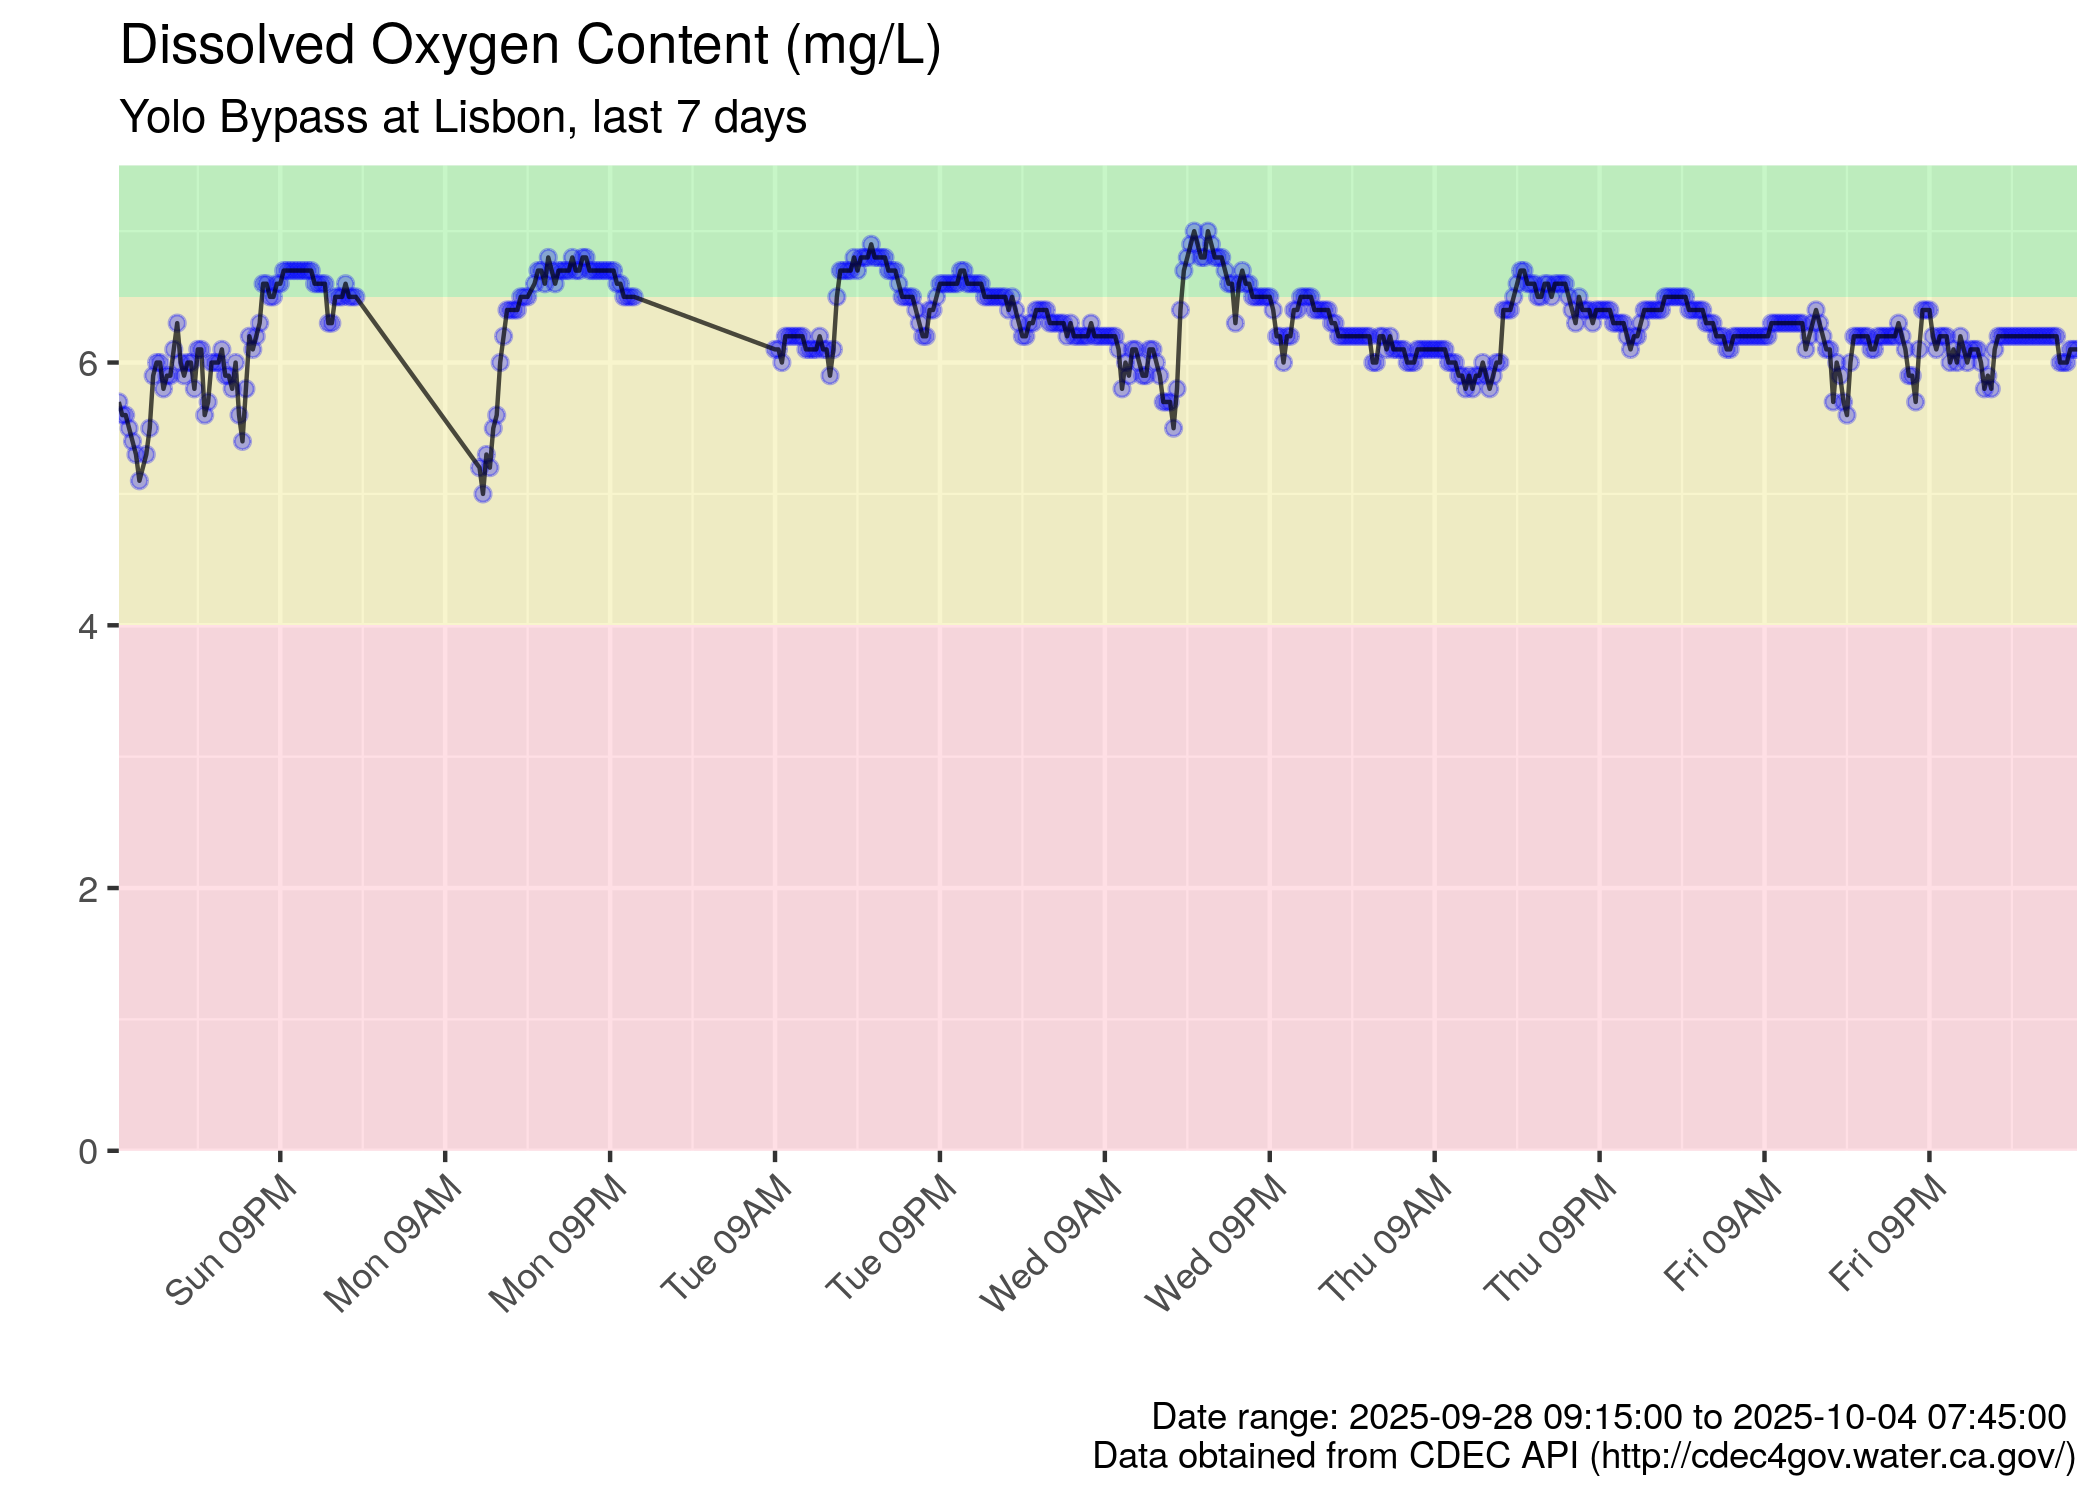 Dissolved Oxygen Content (mg/L)
Yolo Bypass at Lisbon, last 7 days
6
4
2
0
Sun 09PM
Mon 09AM
Mon 09PM
Tue 09AM
Tue 09PM
Wed 09AM
Wed 09PM
Thu 09AM
Thu 09PM
Fri 09AM
Fri 09PM
Date range: 2025-09-28 09:15:00 to 2025-10-04 07:45:00
Data obtained from CDEC API (http://cdec4gov.water.ca.gov/)